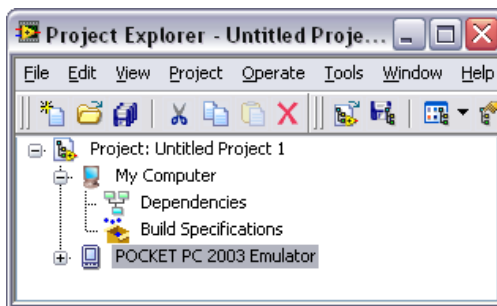 Project Explorer - Untitled Proje...
File Edit View Project Operate Tools Window Help
Project: Untitled Project 1
My Computer
Dependencies
Build Specifications
POCKET PC 2003 Emulator